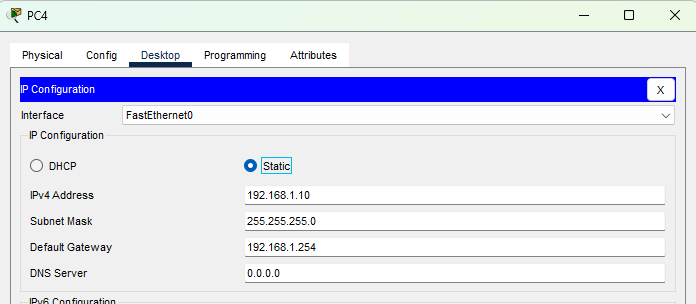 PC4
Physical Config Desktop Programming Attributes
IP Configuration X
Interface FastEthernet0
IP Configuration
DHCP Static
IPv4 Address 192.168.1.10
Subnet Mask 255.255.255.0
Default Gateway 192.168.1.254
DNS Server 0.0.0.0
IPv6 Configuration